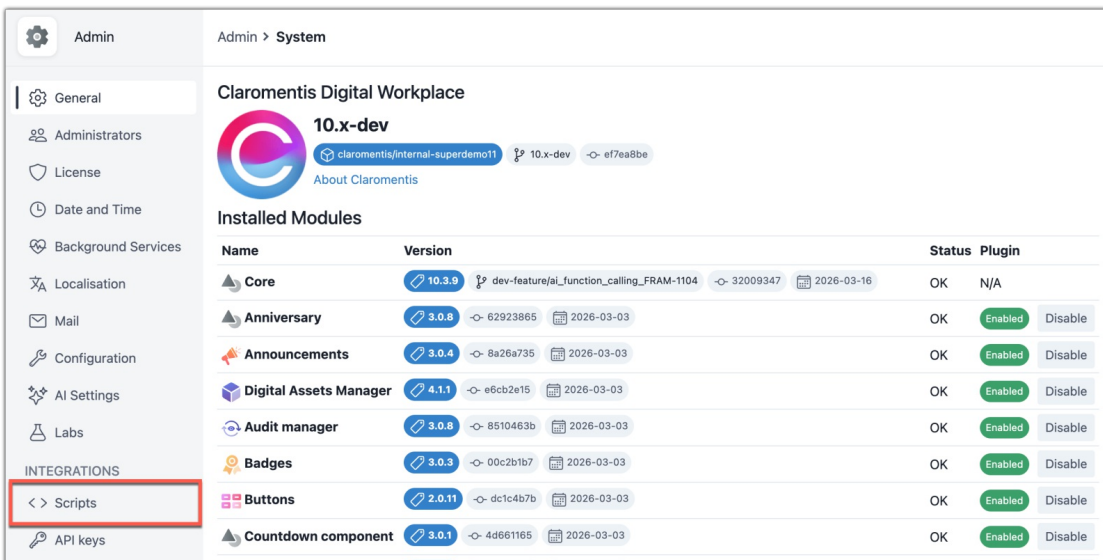 Admin
Admin > System
General
Administrators
License
Date and Time
Background Services
Localisation
Mail
Configuration
AI Settings
Labs
INTEGRATIONS
Scripts
API keys
Claromentis Digital Workplace
10.x-dev
claromentis/internal-superdemo11 10.x-dev ef7ea8be
About Claromentis
Installed Modules
Name Version Status Plugin
Core 10.3.9 dev-feature/ai_function_calling_FRAM-1104 32009347 2026-03-16 OK N/A
Anniversary 3.0.8 62923865 2026-03-03 OK Enabled Disable
Announcements 3.0.4 8a26a735 2026-03-03 OK Enabled Disable
Digital Assets Manager 4.1.1 e6cb2e15 2026-03-03 OK Enabled Disable
Audit manager 3.0.8 8510463b 2026-03-03 OK Enabled Disable
Badges 3.0.3 00c2b1b7 2026-03-03 OK Enabled Disable
Buttons 2.0.11 dc1c4b7b 2026-03-03 OK Enabled Disable
Countdown component 3.0.1 4d661165 2026-03-03 OK Enabled Disable